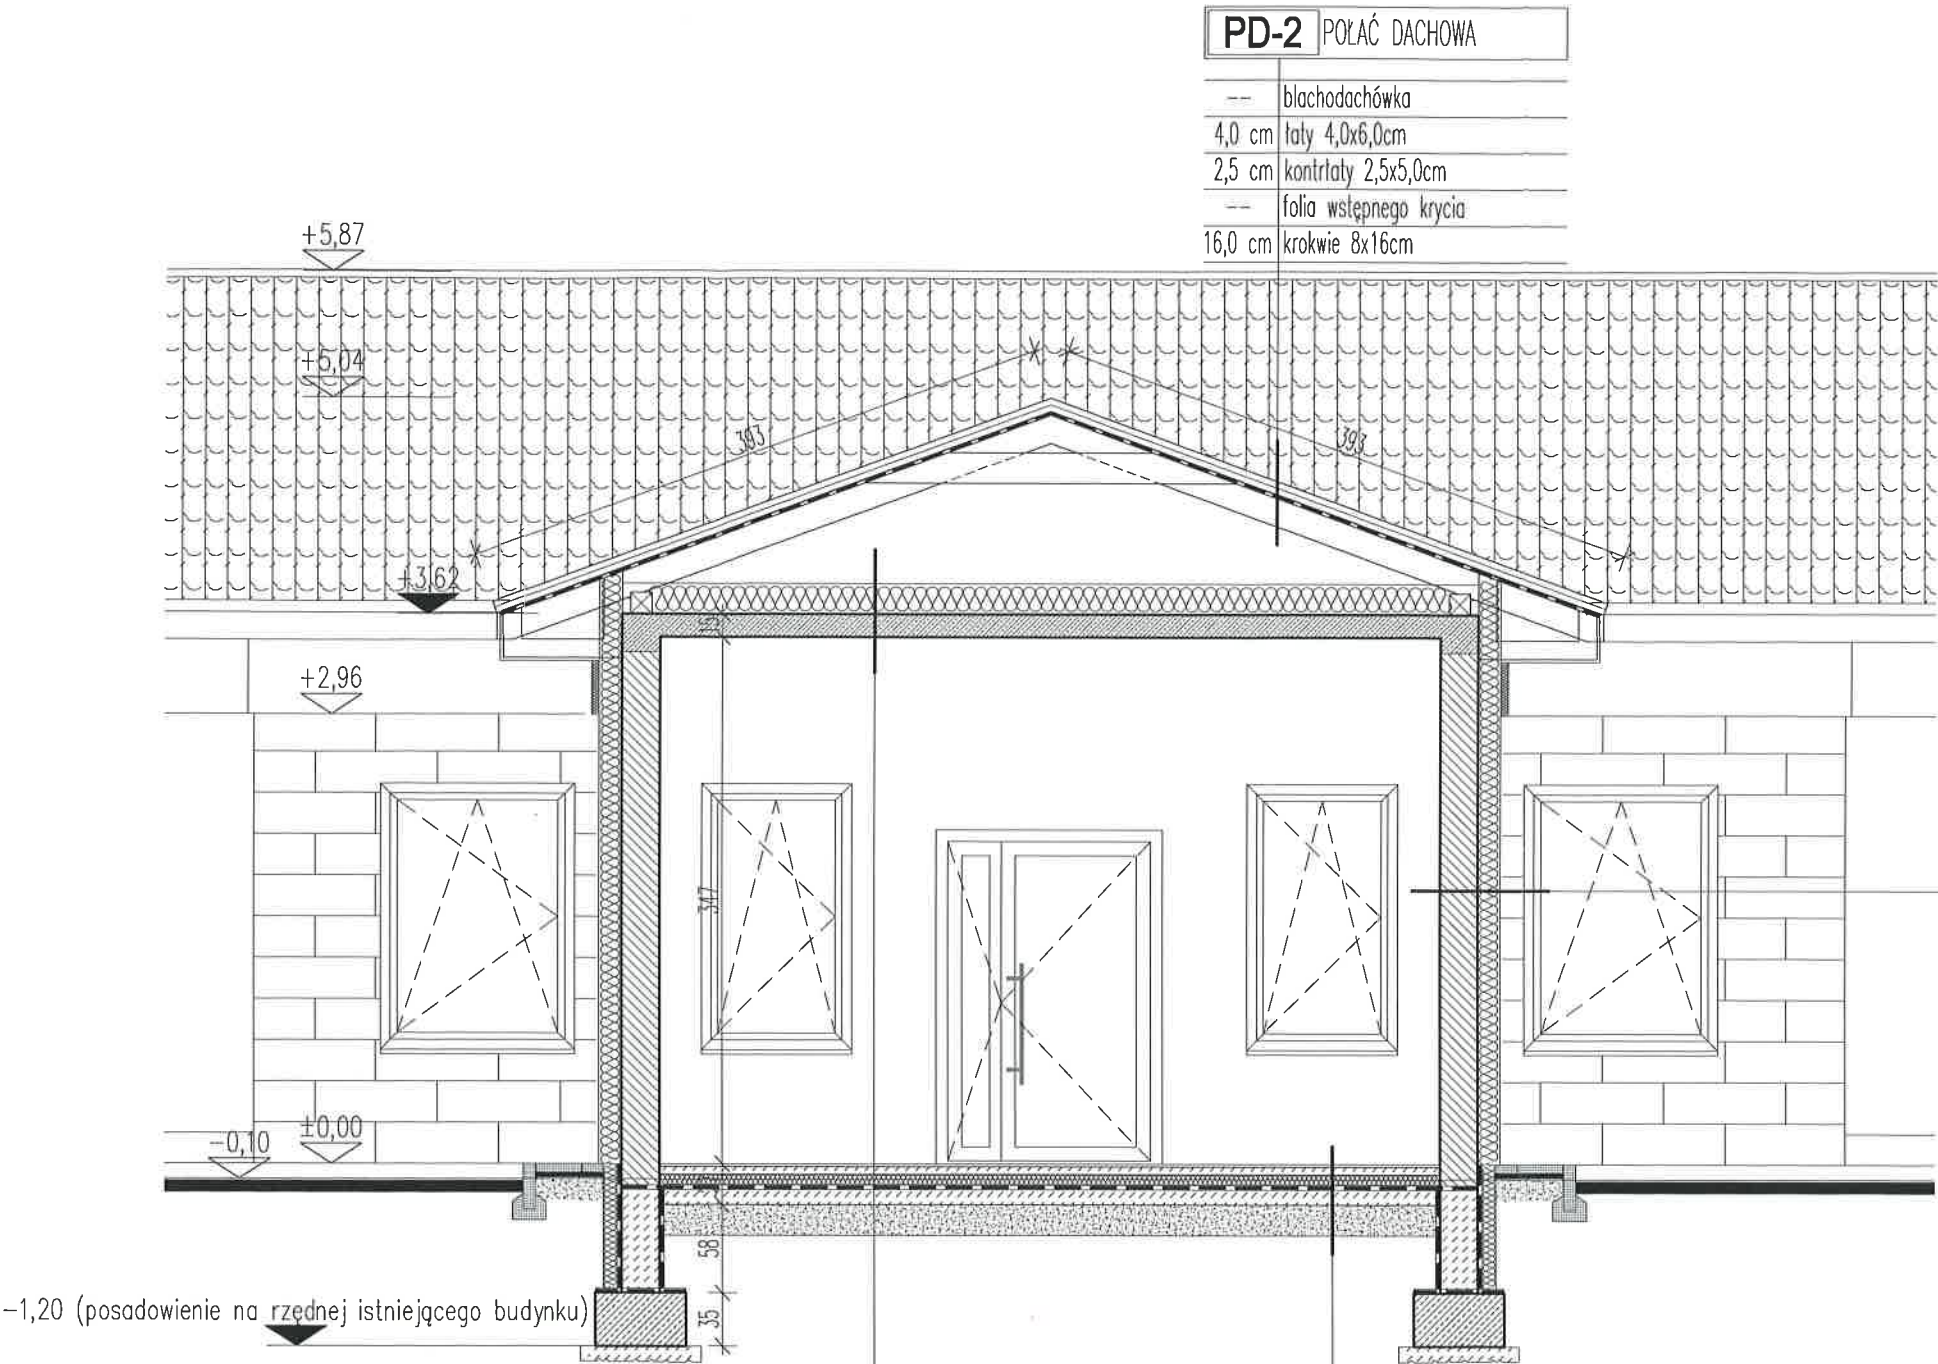 PD-2 POŁAĆ DACHOWA
-- blachodachówka
4,0 cm łaty 4,0x6,0cm
2,5 cm kontrłaty 2,5x5,0cm
-- folia wstępnego krycia
16,0 cm krokwie 8x16cm
+5,87
+5,04
393
393
+3,62
15
+2,96
347
±0,00
-0,10
58
35
-1,20 (posadowienie na rzędnej istniejącego budynku)